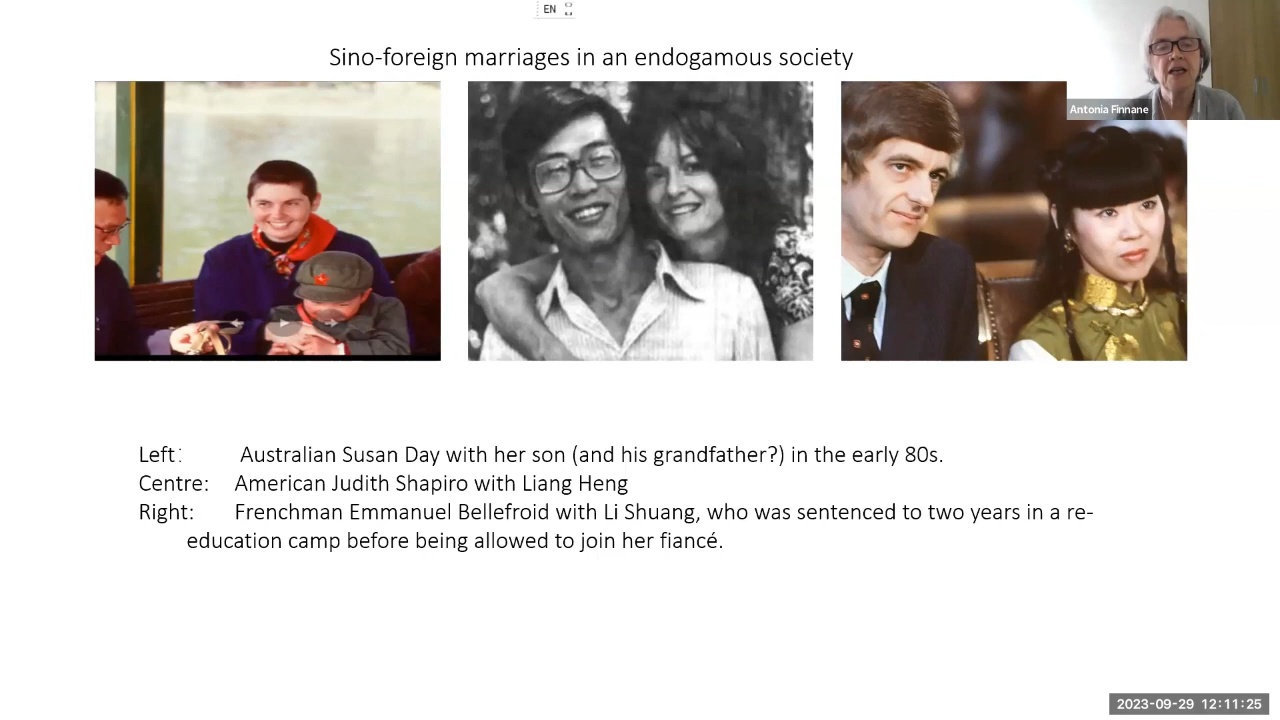 EN
Sino-foreign marriages in an endogamous society
Antonia Finnane
Left: Australian Susan Day with her son (and his grandfather?) in the early 80s.
Centre: American Judith Shapiro with Liang Heng
Right: Frenchman Emmanuel Bellefroid with Li Shuang, who was sentenced to two years in a re-
education camp before being allowed to join her fiancé.
2023-09-29 12:11:25